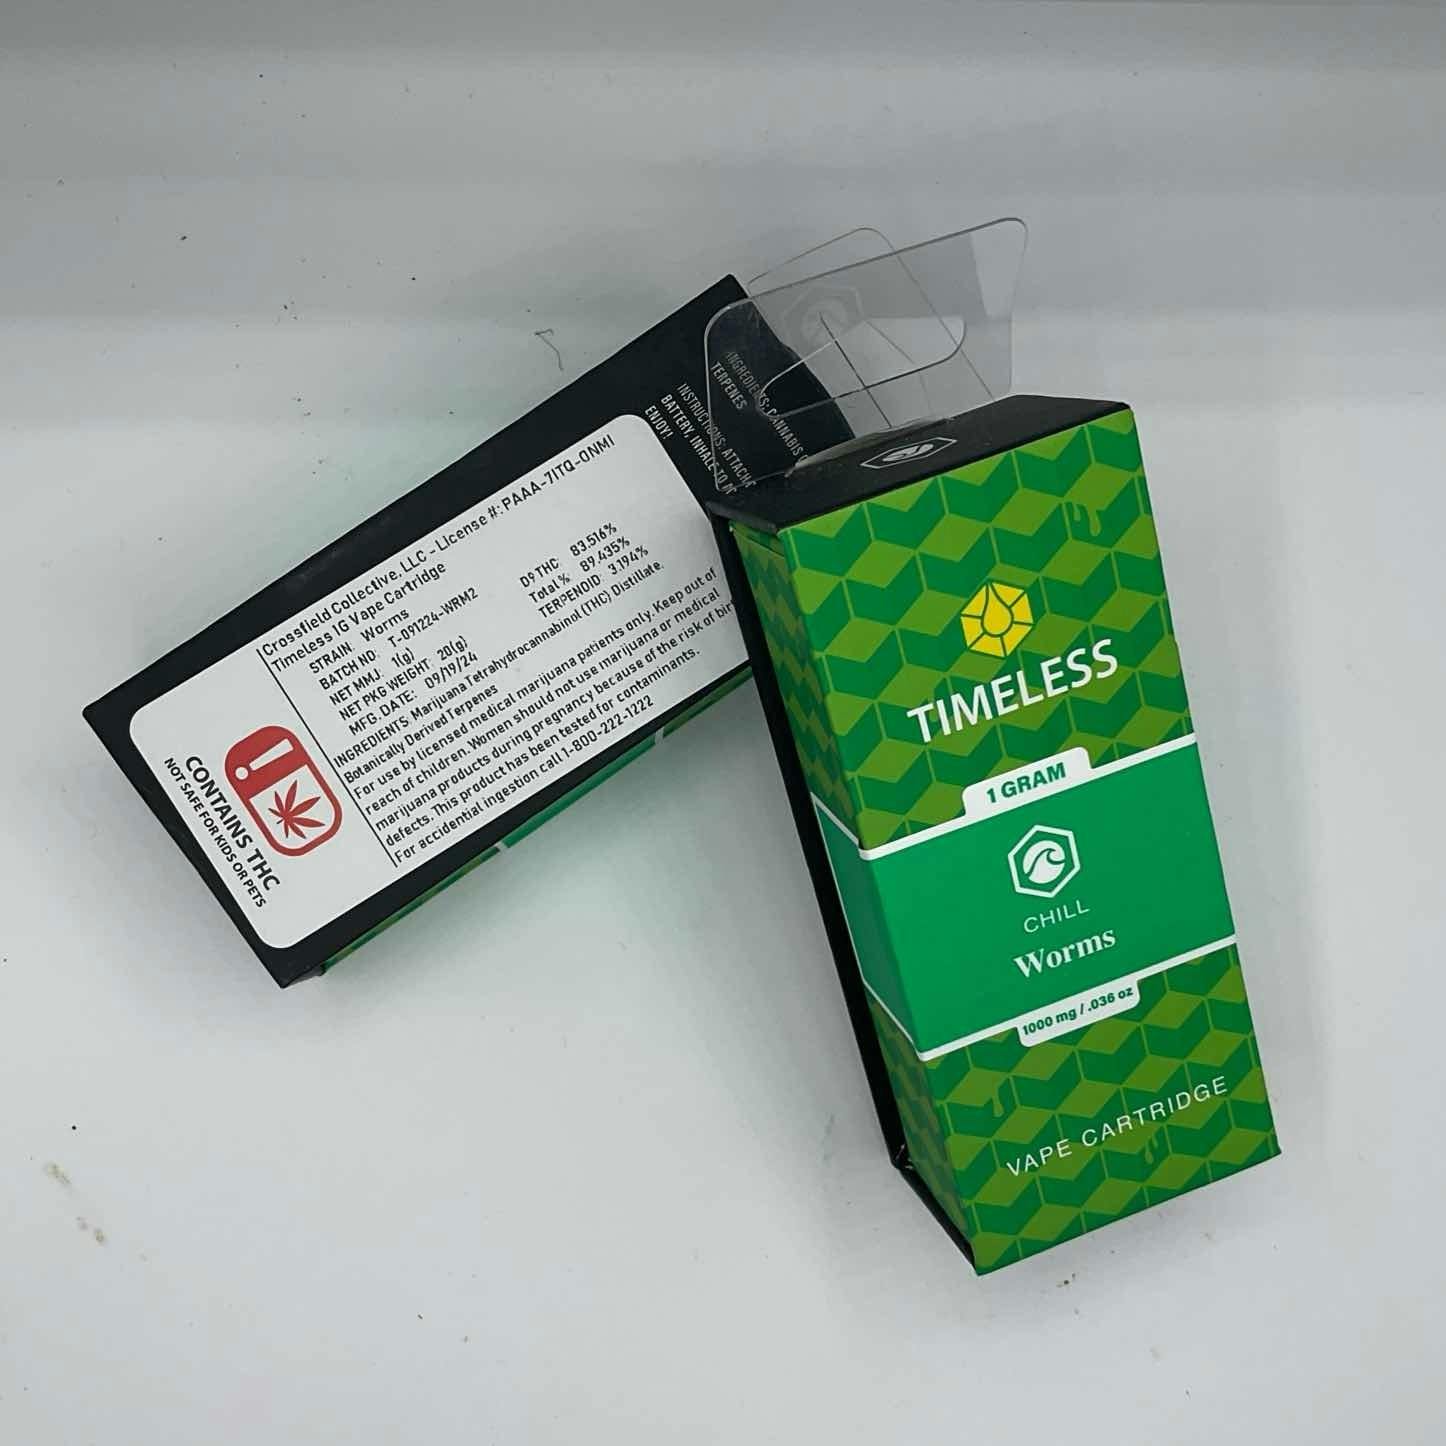 Crossfield Collective, LLC - License #: PAAA-7ITQ-0NMI
Timeless 1G Vape Cartridge
STRAIN: Worms
BATCH NO: T-091224-WRM2
NET MMJ: 1(g)
NET PKG WEIGHT: 20(g)
MFG. DATE: 09/19/24
D9 THC: 83.516%
Total% 89.435%
TERPENOID: 3.194%
INGREDIENTS: Marijuana Tetrahydrocannabinol (THC) Distillate,
Botanically Derived Terpenes
For use by licensed medical marijuana patients only. Keep out of
reach of children. Women should not use marijuana or medical
marijuana products during pregnancy because of the risk of
defects. This product has been tested for contaminants.
For accidential ingestion call 1-800-222-1222
CONTAINS THC
NOT SAFE FOR KIDS OR PETS
INGREDIENTS: CANNABIS
TERPENES
INSTRUCTIONS: ATTACH
BATTERY, INHALE TO
ENJOY!
TIMELESS
1 GRAM
CHILL
Worms
1000 mg / .036 oz
VAPE CARTRIDGE